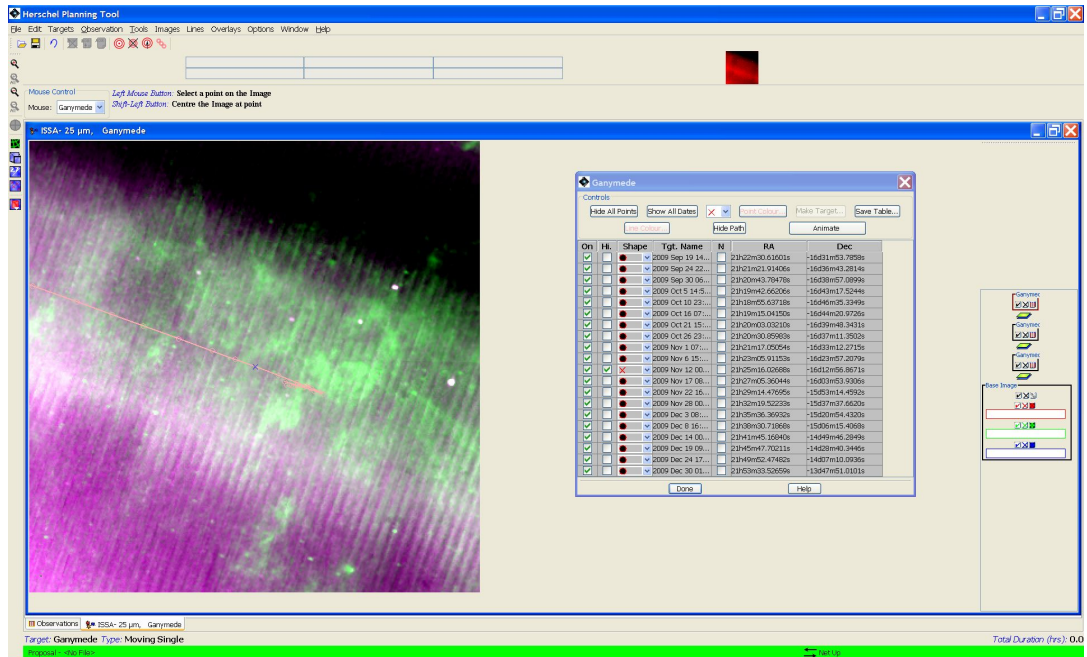 Herschel Planning Tool
File Edit Targets Observation Tools Images Lines Overlays Options Window Help
Mouse Control
Left Mouse Button: Select a point on the Image
Mouse: Ganymede
Shift-Left Button: Centre the Image at point
ISSA- 25 µm, Ganymede
Ganymede
Controls
Hide All Points Show All Dates Point Colour... Make Target... Save Table...
Line Colour... Hide Path Animate
On Hi. Shape Tgt. Name N RA Dec
2009 Sep 19 14... 21h22m30.61601s -16d31m53.7858s
2009 Sep 24 22... 21h21m21.91406s -16d36m43.2814s
2009 Sep 30 06... 21h20m43.78478s -16d38m57.0899s
2009 Oct 5 14:5... 21h19m42.66206s -16d43m17.5244s
2009 Oct 10 23:... 21h18m55.63718s -16d46m35.3349s
2009 Oct 16 07:... 21h19m15.04150s -16d44m20.9726s
2009 Oct 21 15:... 21h20m03.03210s -16d39m48.3431s
2009 Oct 26 23:... 21h20m30.85983s -16d37m11.3502s
2009 Nov 1 07:... 21h21m17.05054s -16d33m12.2715s
2009 Nov 6 15:... 21h23m05.91153s -16d23m57.2079s
2009 Nov 12 00... 21h25m16.02688s -16d12m56.8671s
2009 Nov 17 08... 21h27m05.36044s -16d03m53.9306s
2009 Nov 22 16... 21h29m14.47695s -15d53m14.4592s
2009 Nov 28 00... 21h32m19.52233s -15d37m37.6620s
2009 Dec 3 08:... 21h35m36.36932s -15d20m54.4320s
2009 Dec 8 16:... 21h38m30.71868s -15d06m15.4068s
2009 Dec 14 00... 21h41m45.16840s -14d49m46.2849s
2009 Dec 19 09... 21h45m47.70211s -14d28m40.3446s
2009 Dec 24 17... 21h49m52.47482s -14d07m10.0936s
2009 Dec 30 01... 21h53m33.52659s -13d47m51.0101s
Done Help
Ganymec
Ganymec
Ganymec
Base Image
Observations ISSA- 25 µm, Ganymede
Target: Ganymede Type: Moving Single
Total Duration (hrs): 0.0
Proposal - <No File>
Net Up